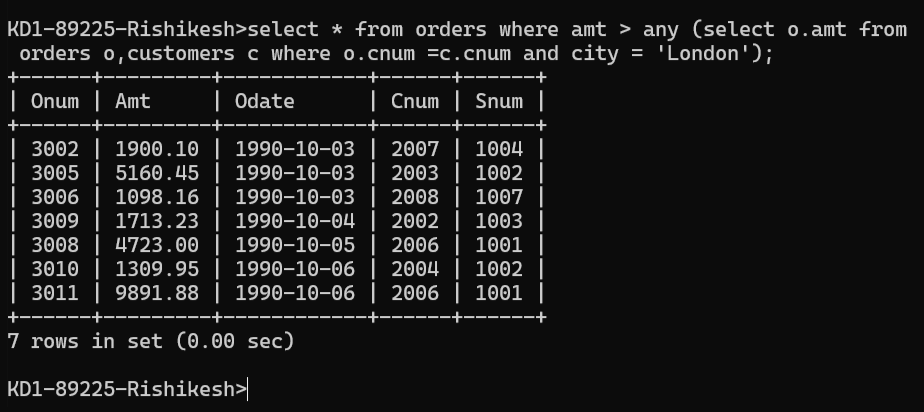 KD1-89225-Rishikesh>select * from orders where amt > any (select o.amt from
 orders o,customers c where o.cnum =c.cnum and city = 'London');
+------+---------+------------+------+------+
| Onum | Amt     | Odate      | Cnum | Snum |
+------+---------+------------+------+------+
| 3002 | 1900.10 | 1990-10-03 | 2007 | 1004 |
| 3005 | 5160.45 | 1990-10-03 | 2003 | 1002 |
| 3006 | 1098.16 | 1990-10-03 | 2008 | 1007 |
| 3009 | 1713.23 | 1990-10-04 | 2002 | 1003 |
| 3008 | 4723.00 | 1990-10-05 | 2006 | 1001 |
| 3010 | 1309.95 | 1990-10-06 | 2004 | 1002 |
| 3011 | 9891.88 | 1990-10-06 | 2006 | 1001 |
+------+---------+------------+------+------+
7 rows in set (0.00 sec)
KD1-89225-Rishikesh>